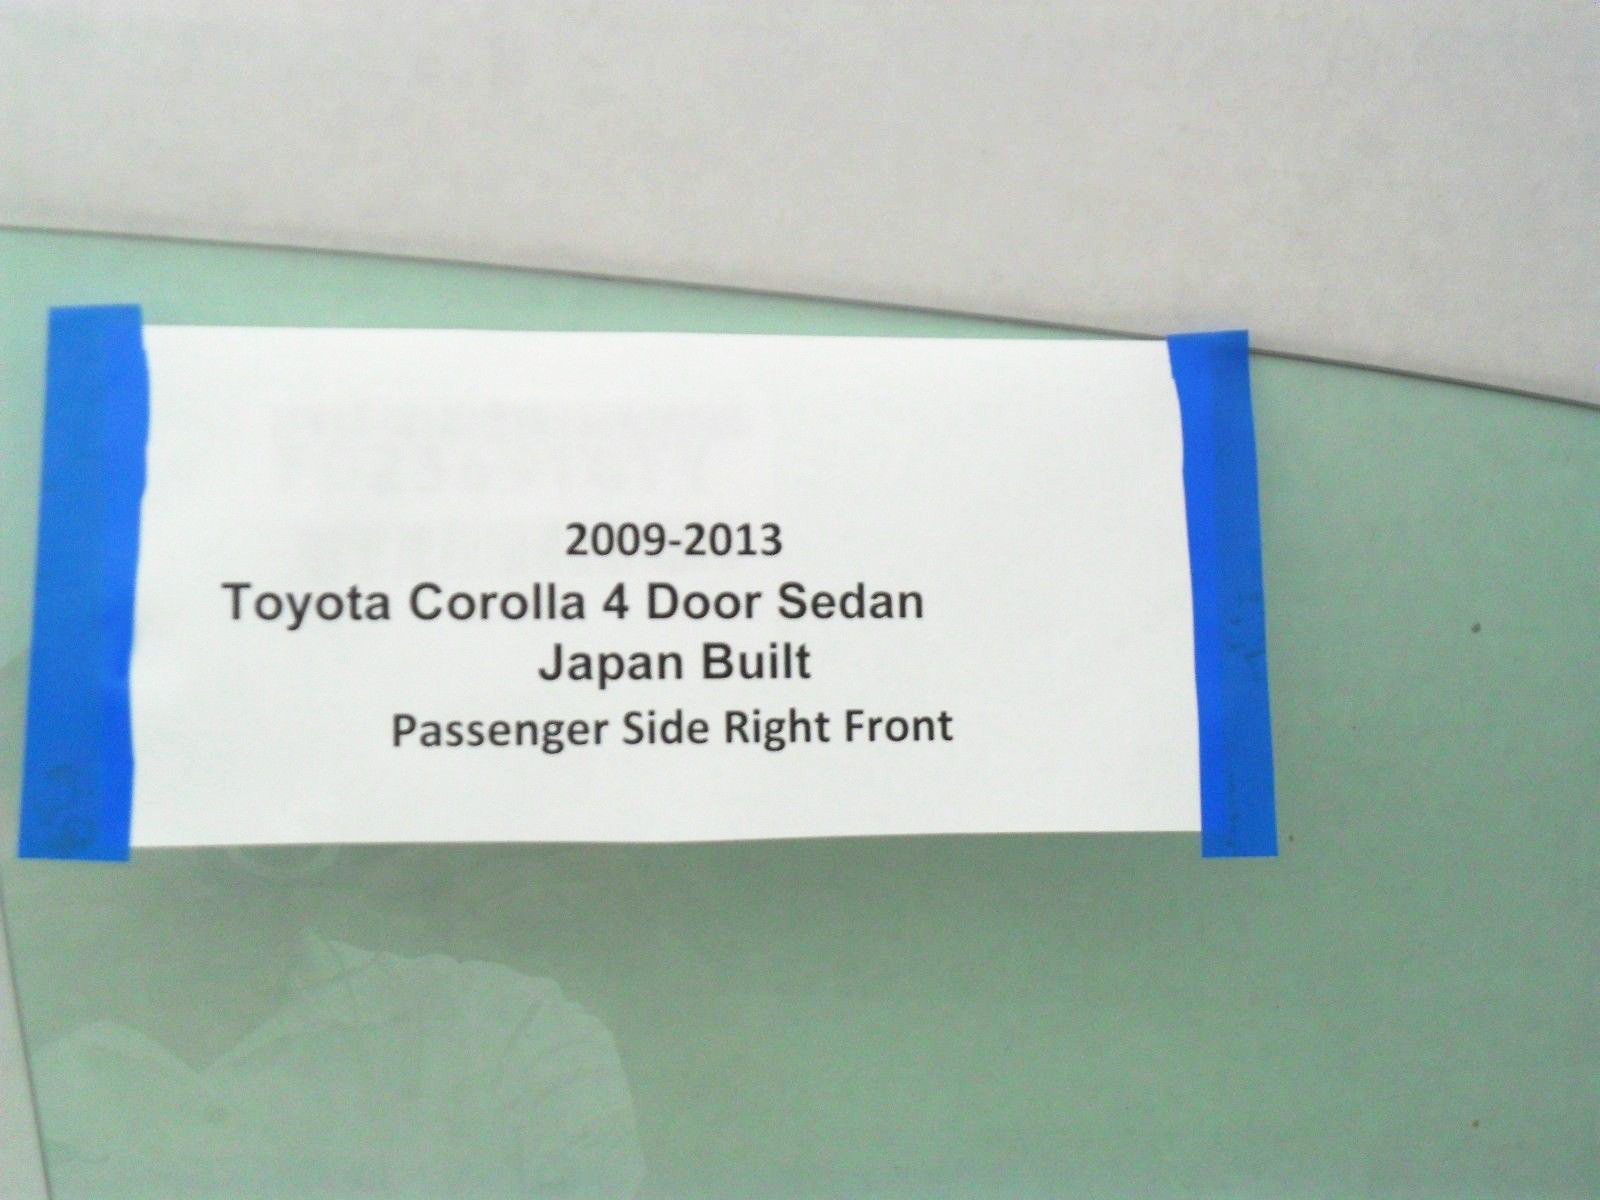 2009-2013
Toyota Corolla 4 Door Sedan
Japan Built
Passenger Side Right Front